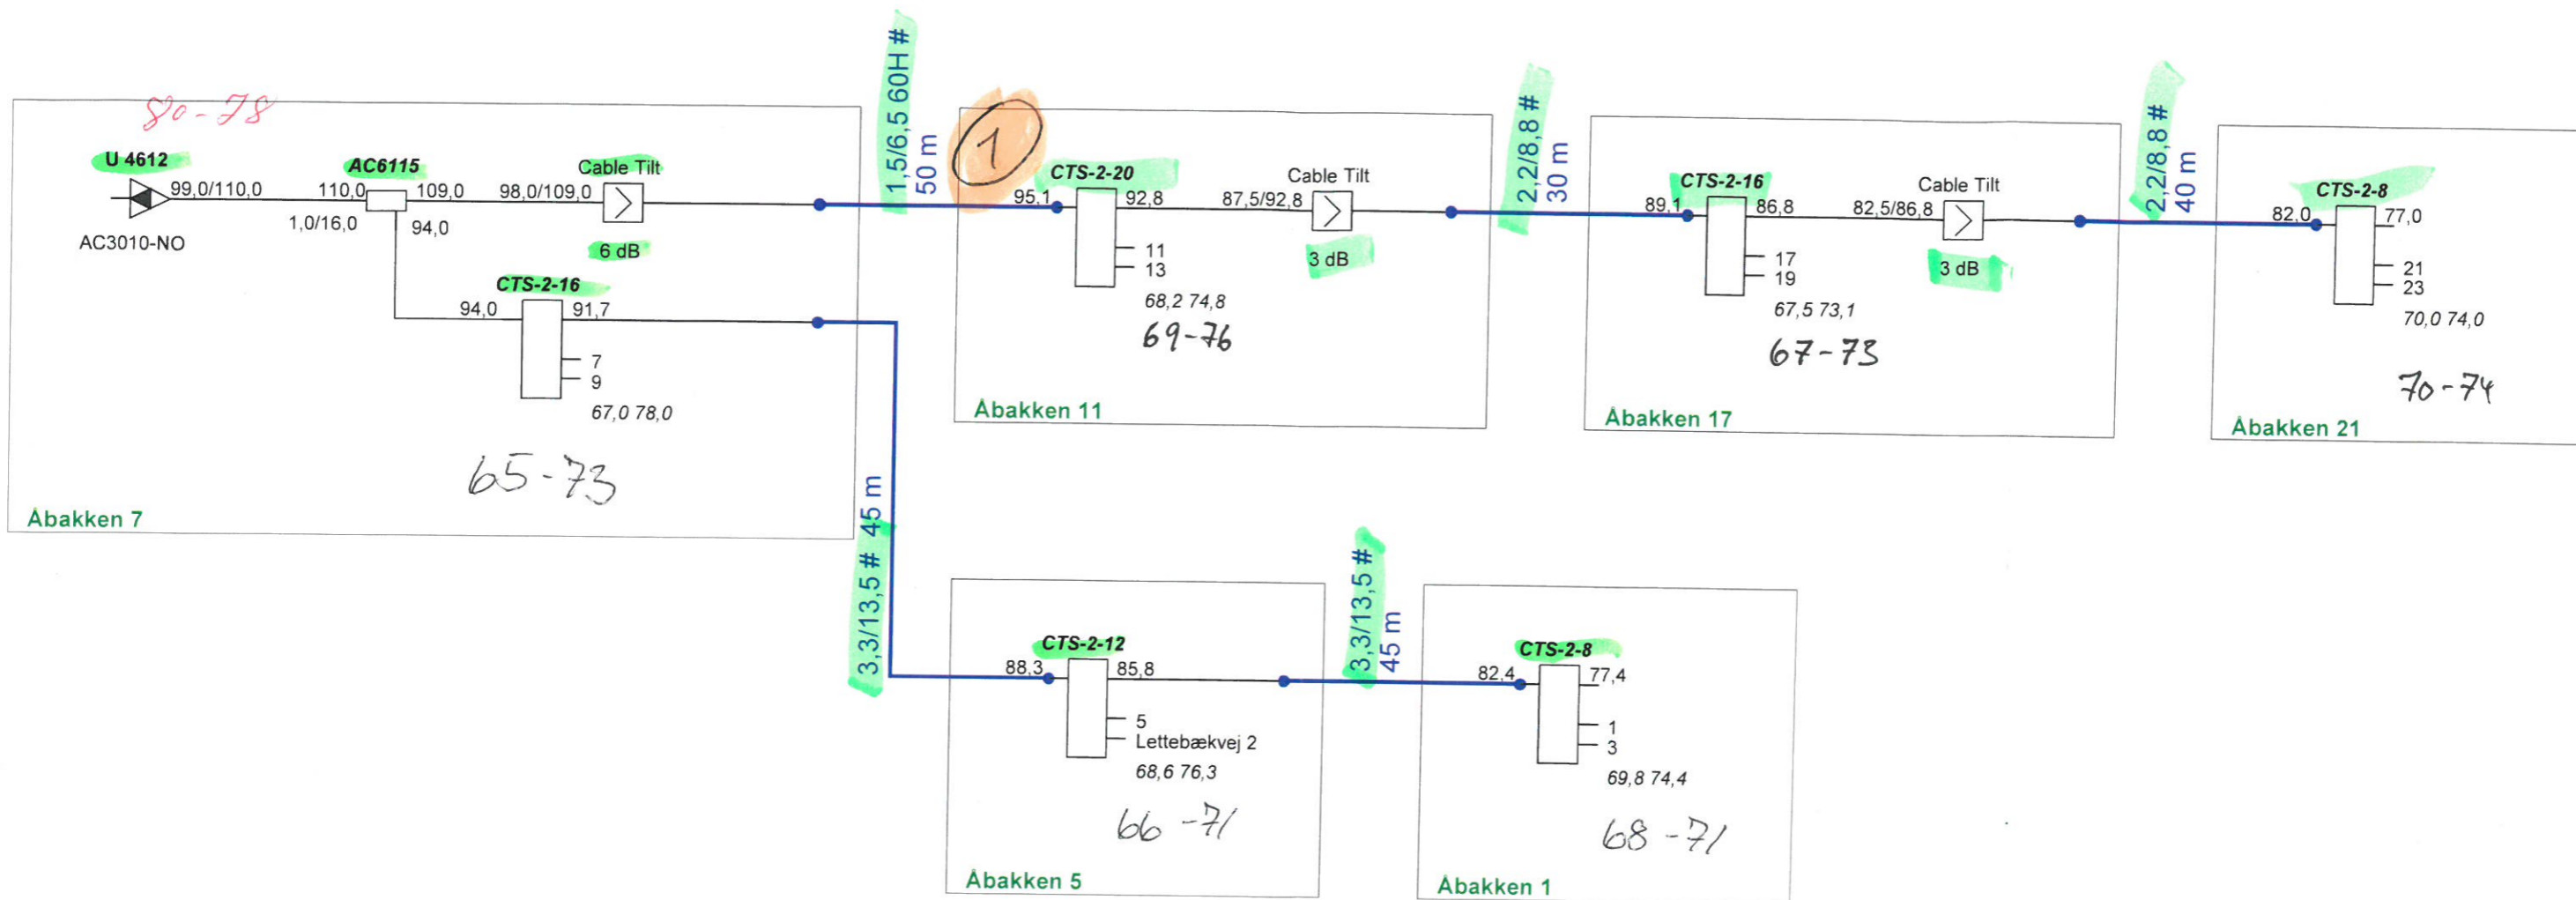 80-78
U 4612
99,0/110,0
AC3010-NO
AC6115
110,0
109,0
1,0/16,0
94,0
98,0/109,0
Cable Tilt
6 dB
CTS-2-16
94,0
91,7
7
9
67,0 78,0
65-73
Åbakken 7
1,5/6,5 60H #
50 m
1
CTS-2-20
95,1
92,8
11
13
68,2 74,8
69-76
87,5/92,8
Cable Tilt
3 dB
Åbakken 11
2,2/8,8 #
30 m
CTS-2-16
89,1
86,8
17
19
67,5 73,1
67-73
82,5/86,8
Cable Tilt
3 dB
Åbakken 17
2,2/8,8 #
40 m
CTS-2-8
82,0
77,0
21
23
70,0 74,0
70-74
Åbakken 21
3,3/13,5 # 45 m
CTS-2-12
88,3
85,8
5
Lettebækvej 2
68,6 76,3
66-71
Åbakken 5
3,3/13,5 #
45 m
CTS-2-8
82,4
77,4
1
3
69,8 74,4
68-71
Åbakken 1